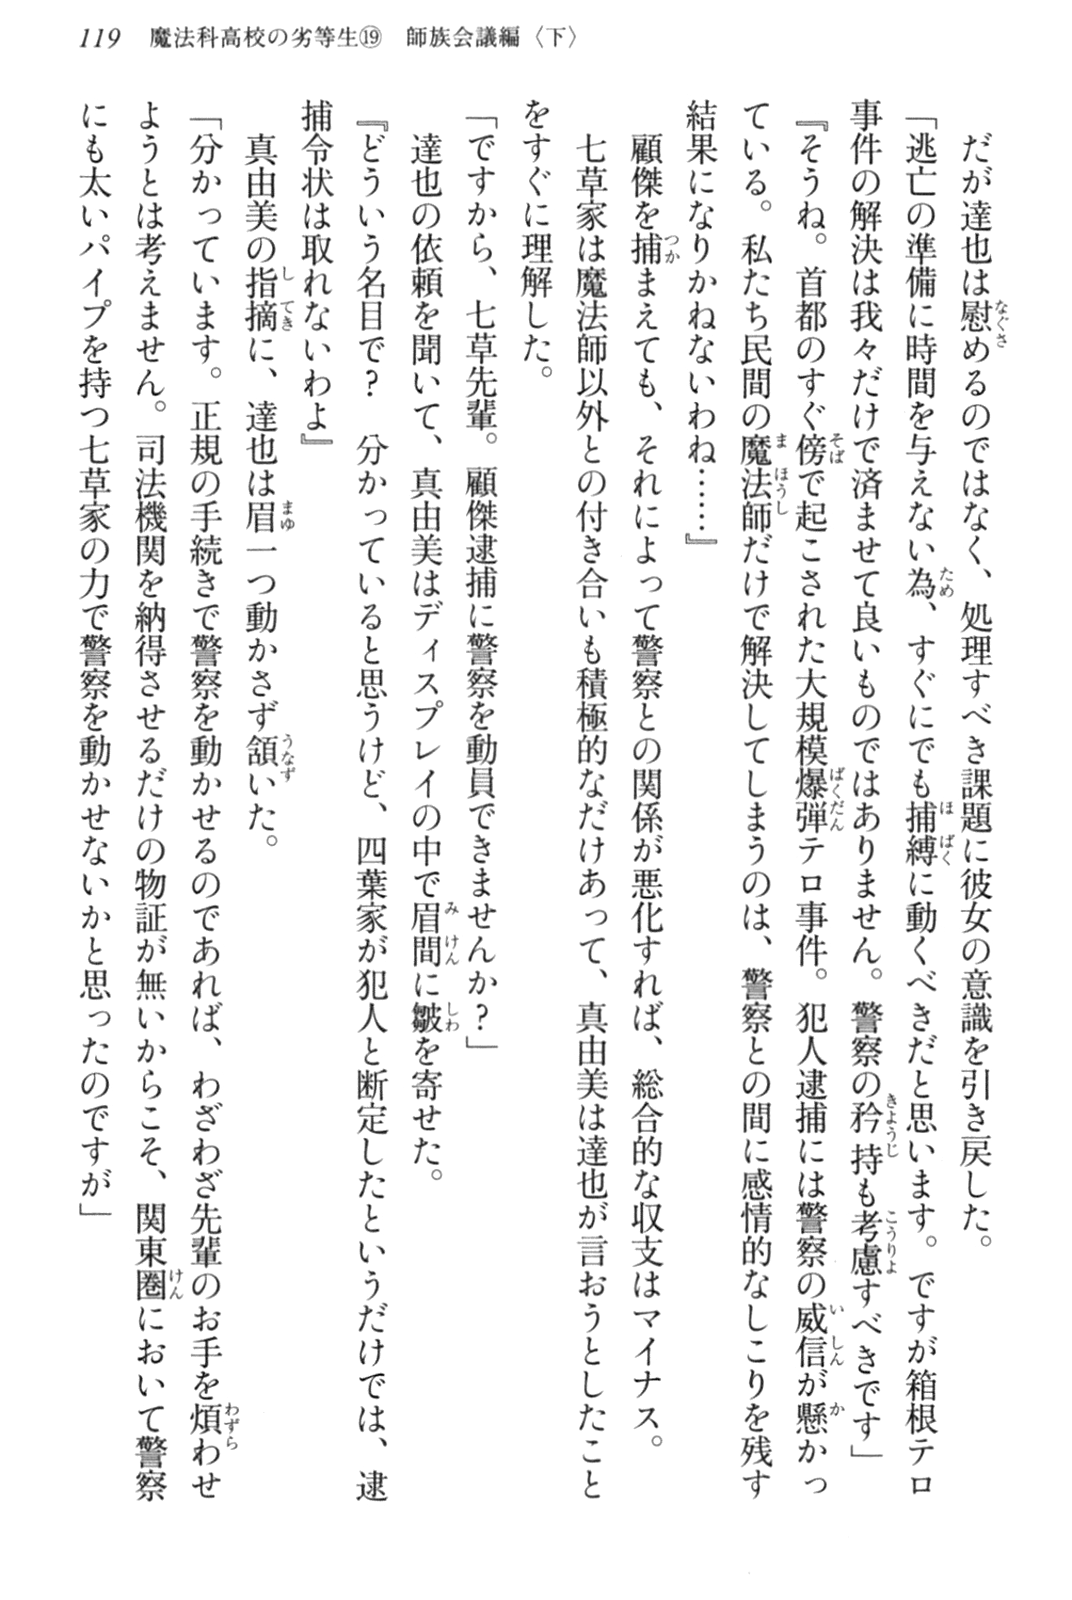 119　魔法科高校の劣等生⑲　師族会議編〈下〉
　だが達也は慰めるのではなく、処理すべき課題に彼女の意識を引き戻した。
「逃亡の準備に時間を与えない為、すぐにでも捕縛に動くべきだと思います。ですが箱根テロ
事件の解決は我々だけで済ませて良いものではありません。警察の矜持も考慮すべきです」
『そうね。首都のすぐ傍で起こされた大規模爆弾テロ事件。犯人逮捕には警察の威信が懸かっ
ている。私たち民間の魔法師だけで解決してしまうのは、警察との間に感情的なしこりを残す
結果になりかねないわね……』
　顧傑を捕まえても、それによって警察との関係が悪化すれば、総合的な収支はマイナス。
　七草家は魔法師以外との付き合いも積極的なだけあって、真由美は達也が言おうとしたこと
をすぐに理解した。
「ですから、七草先輩。顧傑逮捕に警察を動員できませんか？」
　達也の依頼を聞いて、真由美はディスプレイの中で眉間に皺を寄せた。
『どういう名目で？　分かっていると思うけど、四葉家が犯人と断定したというだけでは、逮
捕令状は取れないわよ』
　真由美の指摘に、達也は眉一つ動かさず頷いた。
「分かっています。正規の手続きで警察を動かせるのであれば、わざわざ先輩のお手を煩わせ
ようとは考えません。司法機関を納得させるだけの物証が無いからこそ、関東圏において警察
にも太いパイプを持つ七草家の力で警察を動かせないかと思ったのですが」